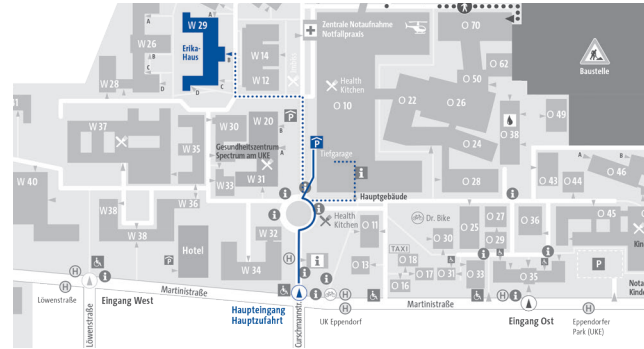 W 29
Erika-
Haus
W 26
W 28
W 14
W 12
Zentrale Notaufnahme
Notfallpraxis
O 70
O 62
O 50
Baustelle
Health
Kitchen
O 10
O 22
O 26
O 24
O 38
O 49
W 37
W 30
W 20
W 35
Gesundheitszentrum
Spectrum am UKE
Tiefgarage
W 31
W 33
W 40
W 36
W 38
W 38
Hauptgebäude
O 28
O 43
O 44
O 46
O 45
O 36
Health
Kitchen
O 11
Dr. Bike
O 30
O 25
O 27
O 29
TAXI
O 18
O 13
O 17
O 31
O 33
O 16
O 35
W 32
W 34
Hotel
P
Martinistraße
Martinistraße
Löwenstraße
Löwenstraße
Eingang West
Haupteingang
Hauptzufahrt
Curschmannstr.
UK Eppendorf
Eingang Ost
Eppendorfer
Park (UKE)